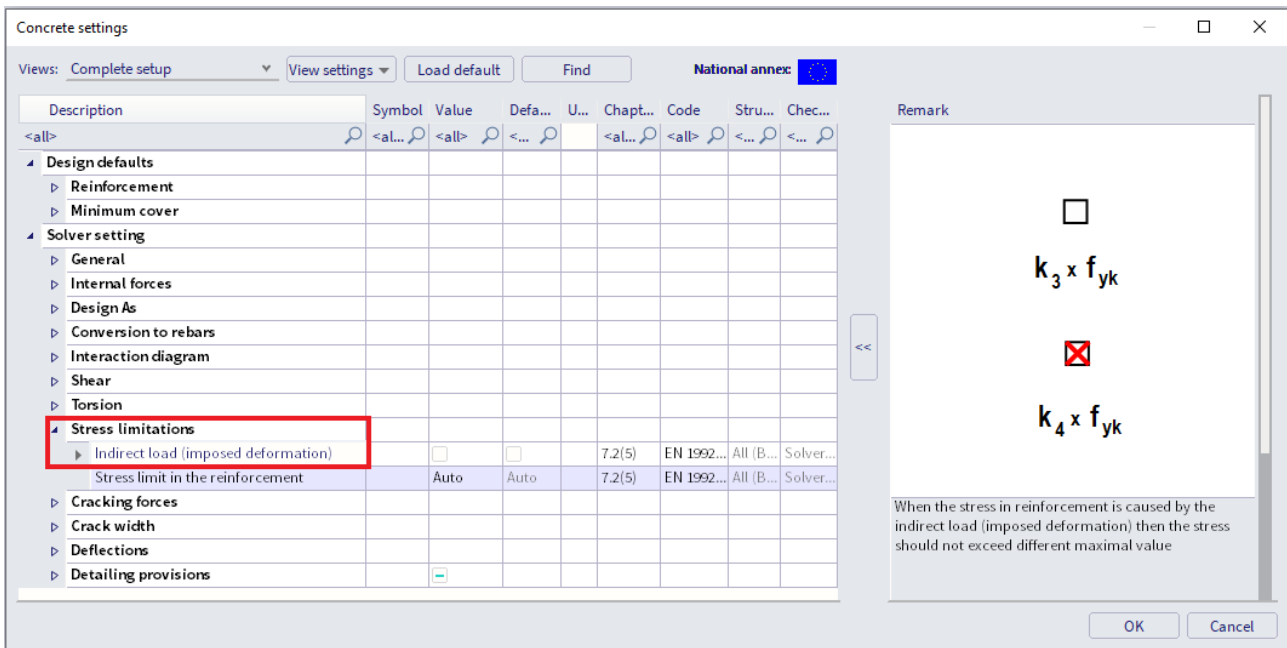 Concrete settings
Views: Complete setup View settings Load default Find National annex:
Description Symbol Value Defa... U... Chapt... Code Stru... Chec... Remark
<all> <al... <all> <... <al... <all> <... <...
Design defaults
Reinforcement
Minimum cover
Solver setting
General
Internal forces
Design As
Conversion to rebars
Interaction diagram
Shear
Torsion
Stress limitations
Indirect load (imposed deformation) 7.2(5) EN 1992... All (B... Solver...
Stress limit in the reinforcement Auto Auto 7.2(5) EN 1992... All (B... Solver...
Cracking forces
Crack width
Deflections
Detailing provisions
<<
k3 x fyk
k4 x fyk
When the stress in reinforcement is caused by the
indirect load (imposed deformation) then the stress
should not exceed different maximal value
OK Cancel